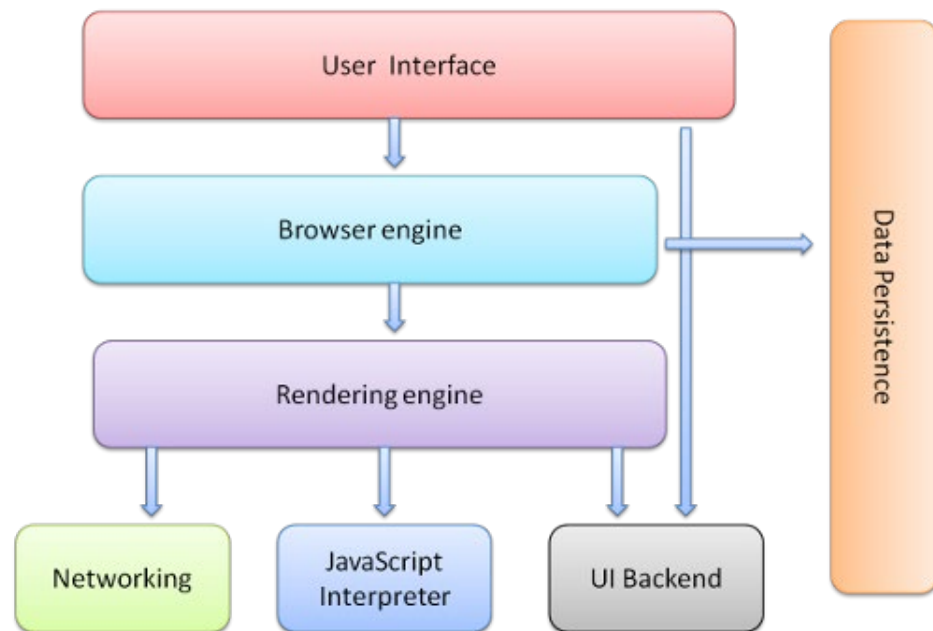 User Interface
Browser engine
Data Persistence
Rendering engine
Networking
JavaScript
Interpreter
UI Backend